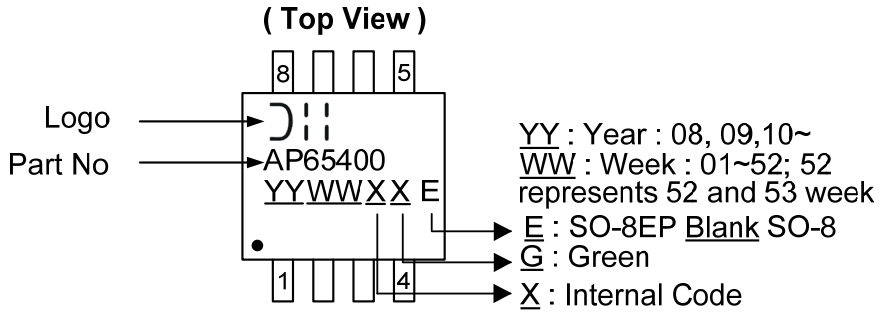 ( Top View )
8 5
Logo
Part No
AP65400
YYWWXX E
1 4
YY : Year : 08, 09,10~
WW : Week : 01~52; 52
represents 52 and 53 week
E : SO-8EP Blank SO-8
G : Green
X : Internal Code